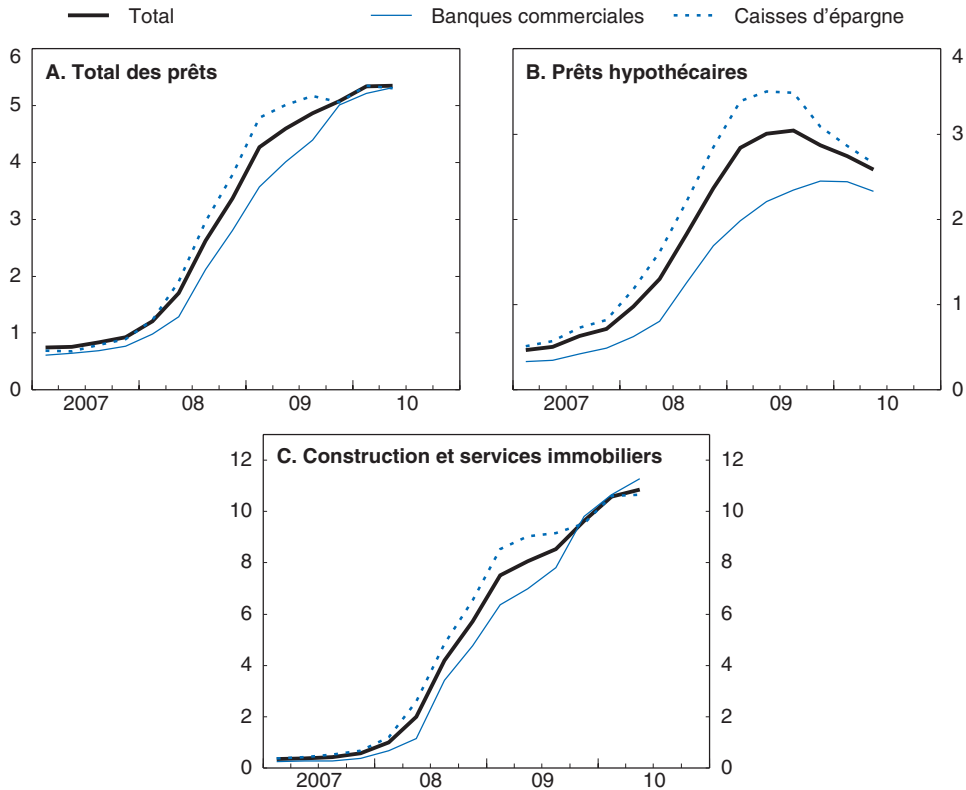 Total Banques commerciales Caisses d'épargne
A. Total des prêts
6
5
4
3
2
1
0
2007 08 09 10
B. Prêts hypothécaires
4
3
2
1
0
2007 08 09 10
C. Construction et services immobiliers
12 12
10 10
8 8
6 6
4 4
2 2
0 0
2007 08 09 10